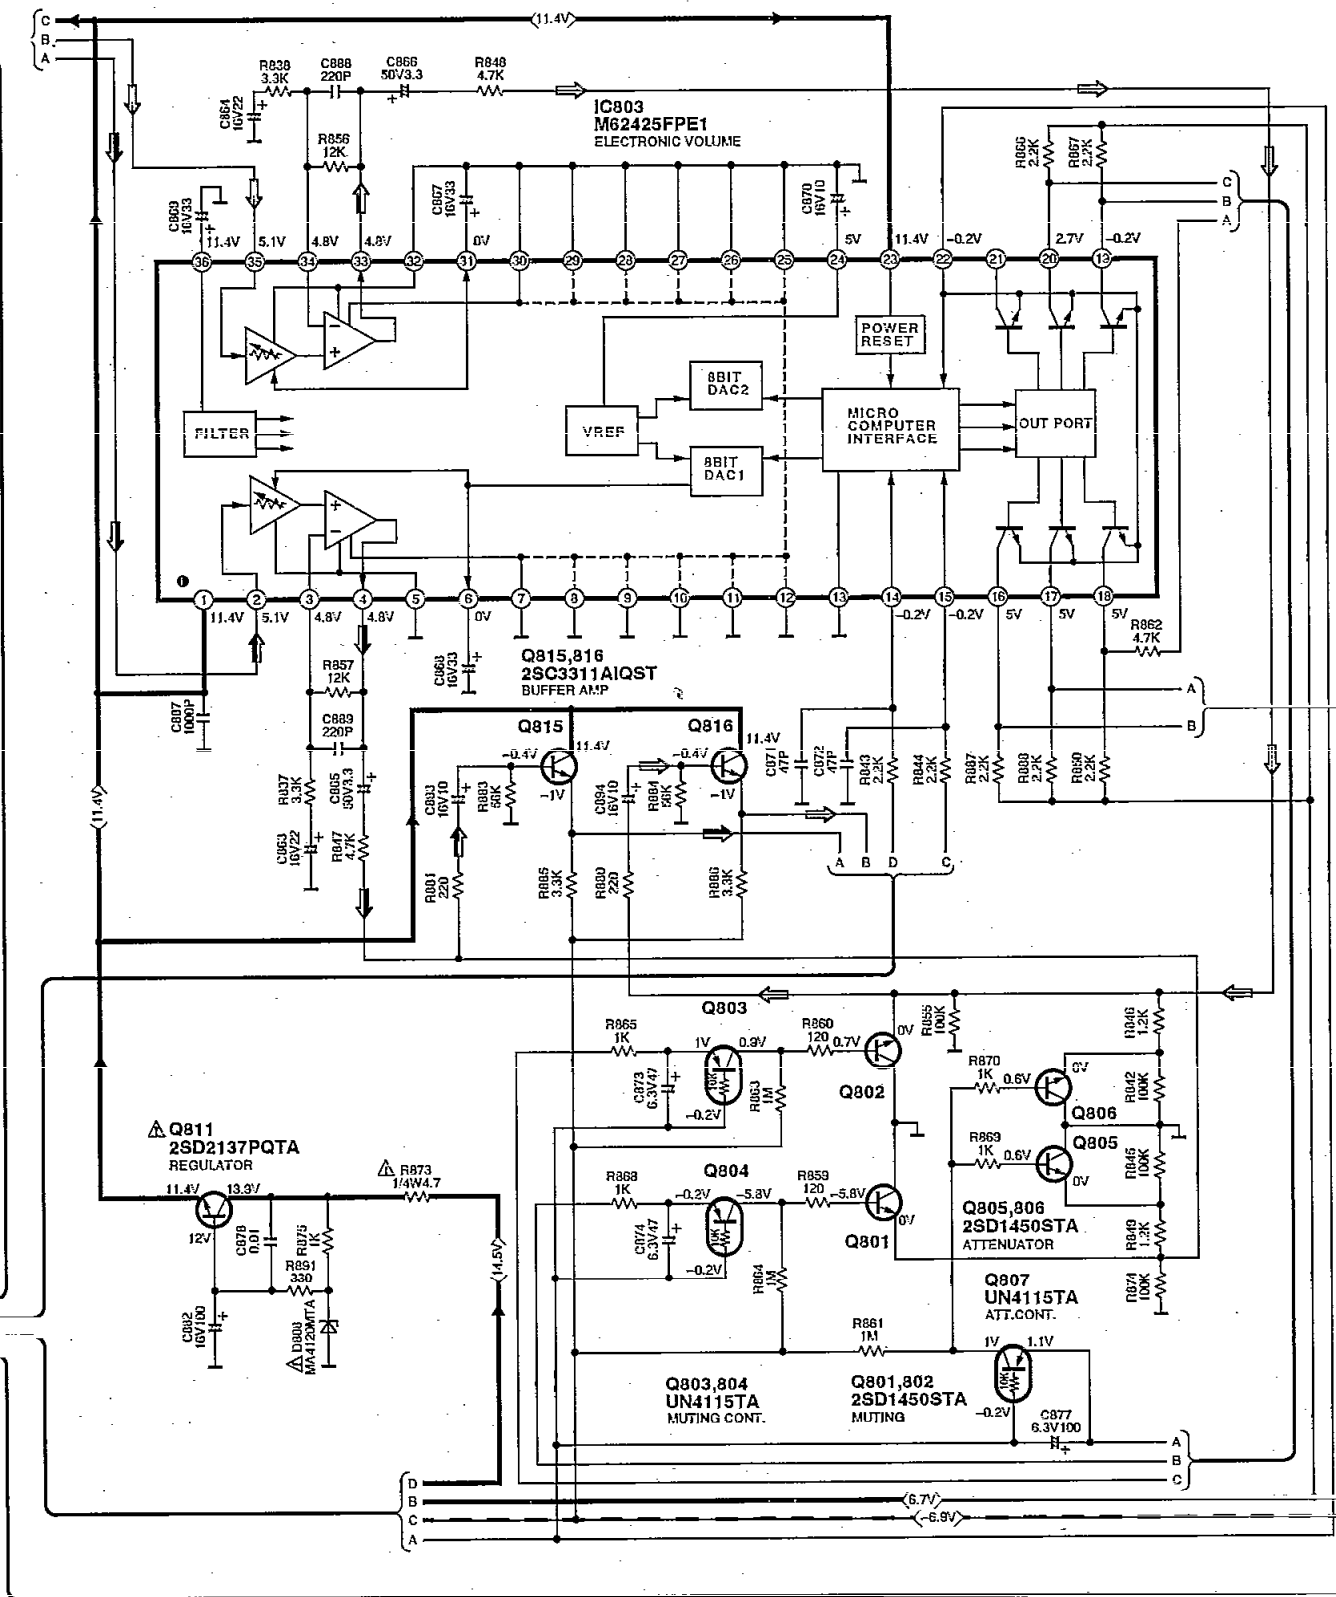 C
B
A
(11.4V)
R838
3.3K
C888
220P
C866
50V3.3
R848
4.7K
C864
16V22
R856
12K
IC803
M62425FPE1
ELECTRONIC VOLUME
C869
16V33
C867
16V33
C870
16V10
R866
2.2K
R867
2.2K
C
B
A
11.4V
5.1V
4.8V
4.8V
0V
5V
11.4V
-0.2V
2.7V
-0.2V
36
35
34
33
32
31
30
29
28
27
26
25
24
23
22
21
20
19
POWER
RESET
8BIT
DAC2
MICRO
COMPUTER
INTERFACE
OUT PORT
FILTER
VREF
8BIT
DAC1
1
2
3
4
5
6
7
8
9
10
11
12
13
14
15
16
17
18
11.4V
5.1V
4.8V
4.8V
0V
-0.2V
-0.2V
5V
5V
5V
R862
4.7K
C887
1000P
R857
12K
C889
220P
C868
16V33
Q815,816
2SC3311AIQST
BUFFER AMP
A
B
R837
3.3K
C865
50V3.3
C863
16V22
R847
4.7K
Q815
-0.4V
11.4V
-1V
C883
16V10
R883
56K
Q816
-0.4V
11.4V
-1V
C884
16V10
R884
56K
C871
47P
C872
47P
R843
2.2K
R844
2.2K
R887
2.2K
R888
2.2K
2.2K
(11.4V)
R881
220
R885
3.3K
220
R886
3.3K
A
B
D
C
Q803
R865
1K
1V
0.9V
R860
120
0.7V
0V
R855
100K
R846
1.2K
C873
6.3V47
10K
-0.2V
R863
1M
Q802
R870
1K
0.6V
0V
R842
100K
Q806
Q805
R869
1K
0.6V
0V
R845
100K
Q811
2SD2137PQTA
REGULATOR
R873
1/4W4.7
11.4V
13.9V
12V
C878
0.01
R875
1K
R891
330
C882
16V100
D808
MA4120MTA
(14.5V)
Q804
R868
1K
-0.2V
-5.8V
R859
120
-5.8V
0V
C874
6.3V47
10K
-0.2V
R864
1M
Q801
Q805,806
2SD1450STA
ATTENUATOR
R849
1.2K
R874
100K
Q807
UN4115TA
ATT.CONT.
R861
1M
1V
1.1V
10K
-0.2V
C877
6.3V100
Q803,804
UN4115TA
MUTING CONT.
Q801,802
2SD1450STA
MUTING
A
B
C
D
B
C
A
(6.7V)
(-6.9V)